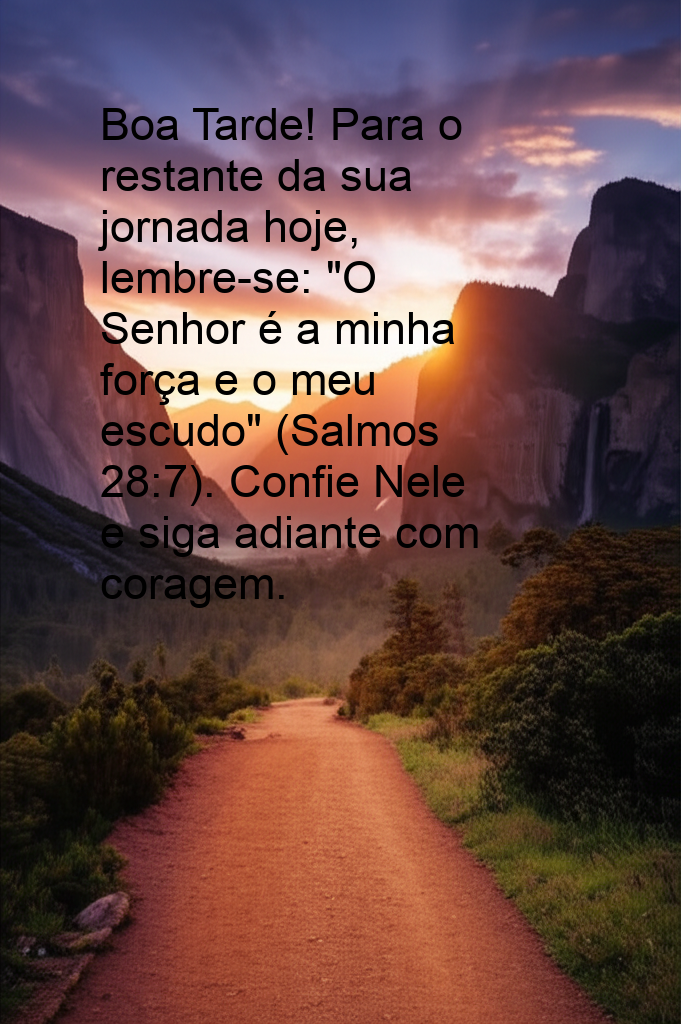 Boa Tarde! Para o
restante da sua
jornada hoje,
lembre-se: "O
Senhor é a minha
força e o meu
escudo" (Salmos
28:7). Confie Nele
e siga adiante com
coragem.